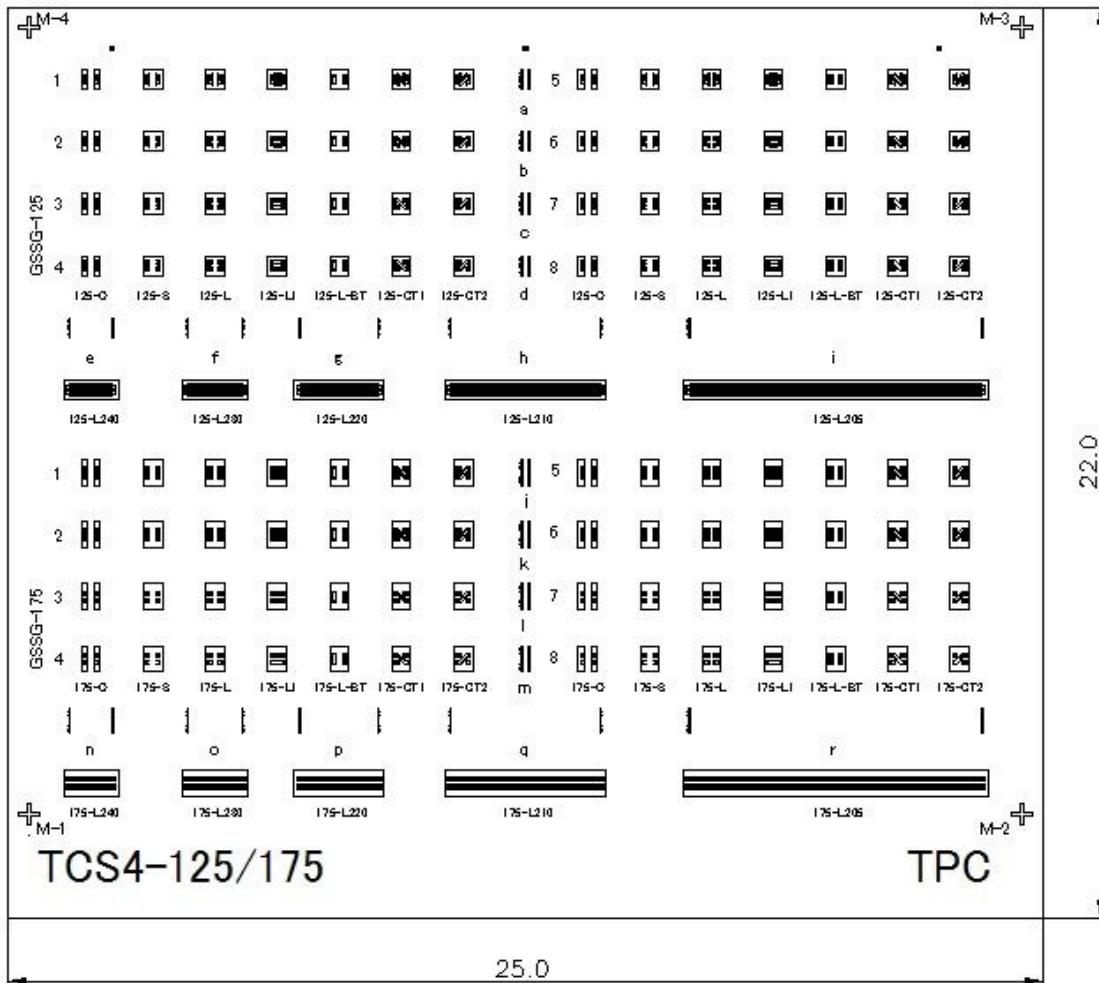 M-4 M-3
1 5
a
2 6
b
GSSG-125
3 7
c
4 8
125-O 125-S 125-L 125-LI 125-L-BT 125-CT1 125-CT2 d 125-O 125-S 125-L 125-LI 125-L-BT 125-CT1 125-CT2
e f g h i
125-L240 125-L280 125-L220 125-L210 125-L205
22.0
1 5
j
2 6
k
GSSG-175
3 7
l
4 8
175-O 175-S 175-L 175-LI 175-L-BT 175-CT1 175-CT2 m 175-O 175-S 175-L 175-LI 175-L-BT 175-CT1 175-CT2
n o p q r
175-L240 175-L280 175-L220 175-L210 175-L205
M-1 M-2
TCS4-125/175 TPC
25.0